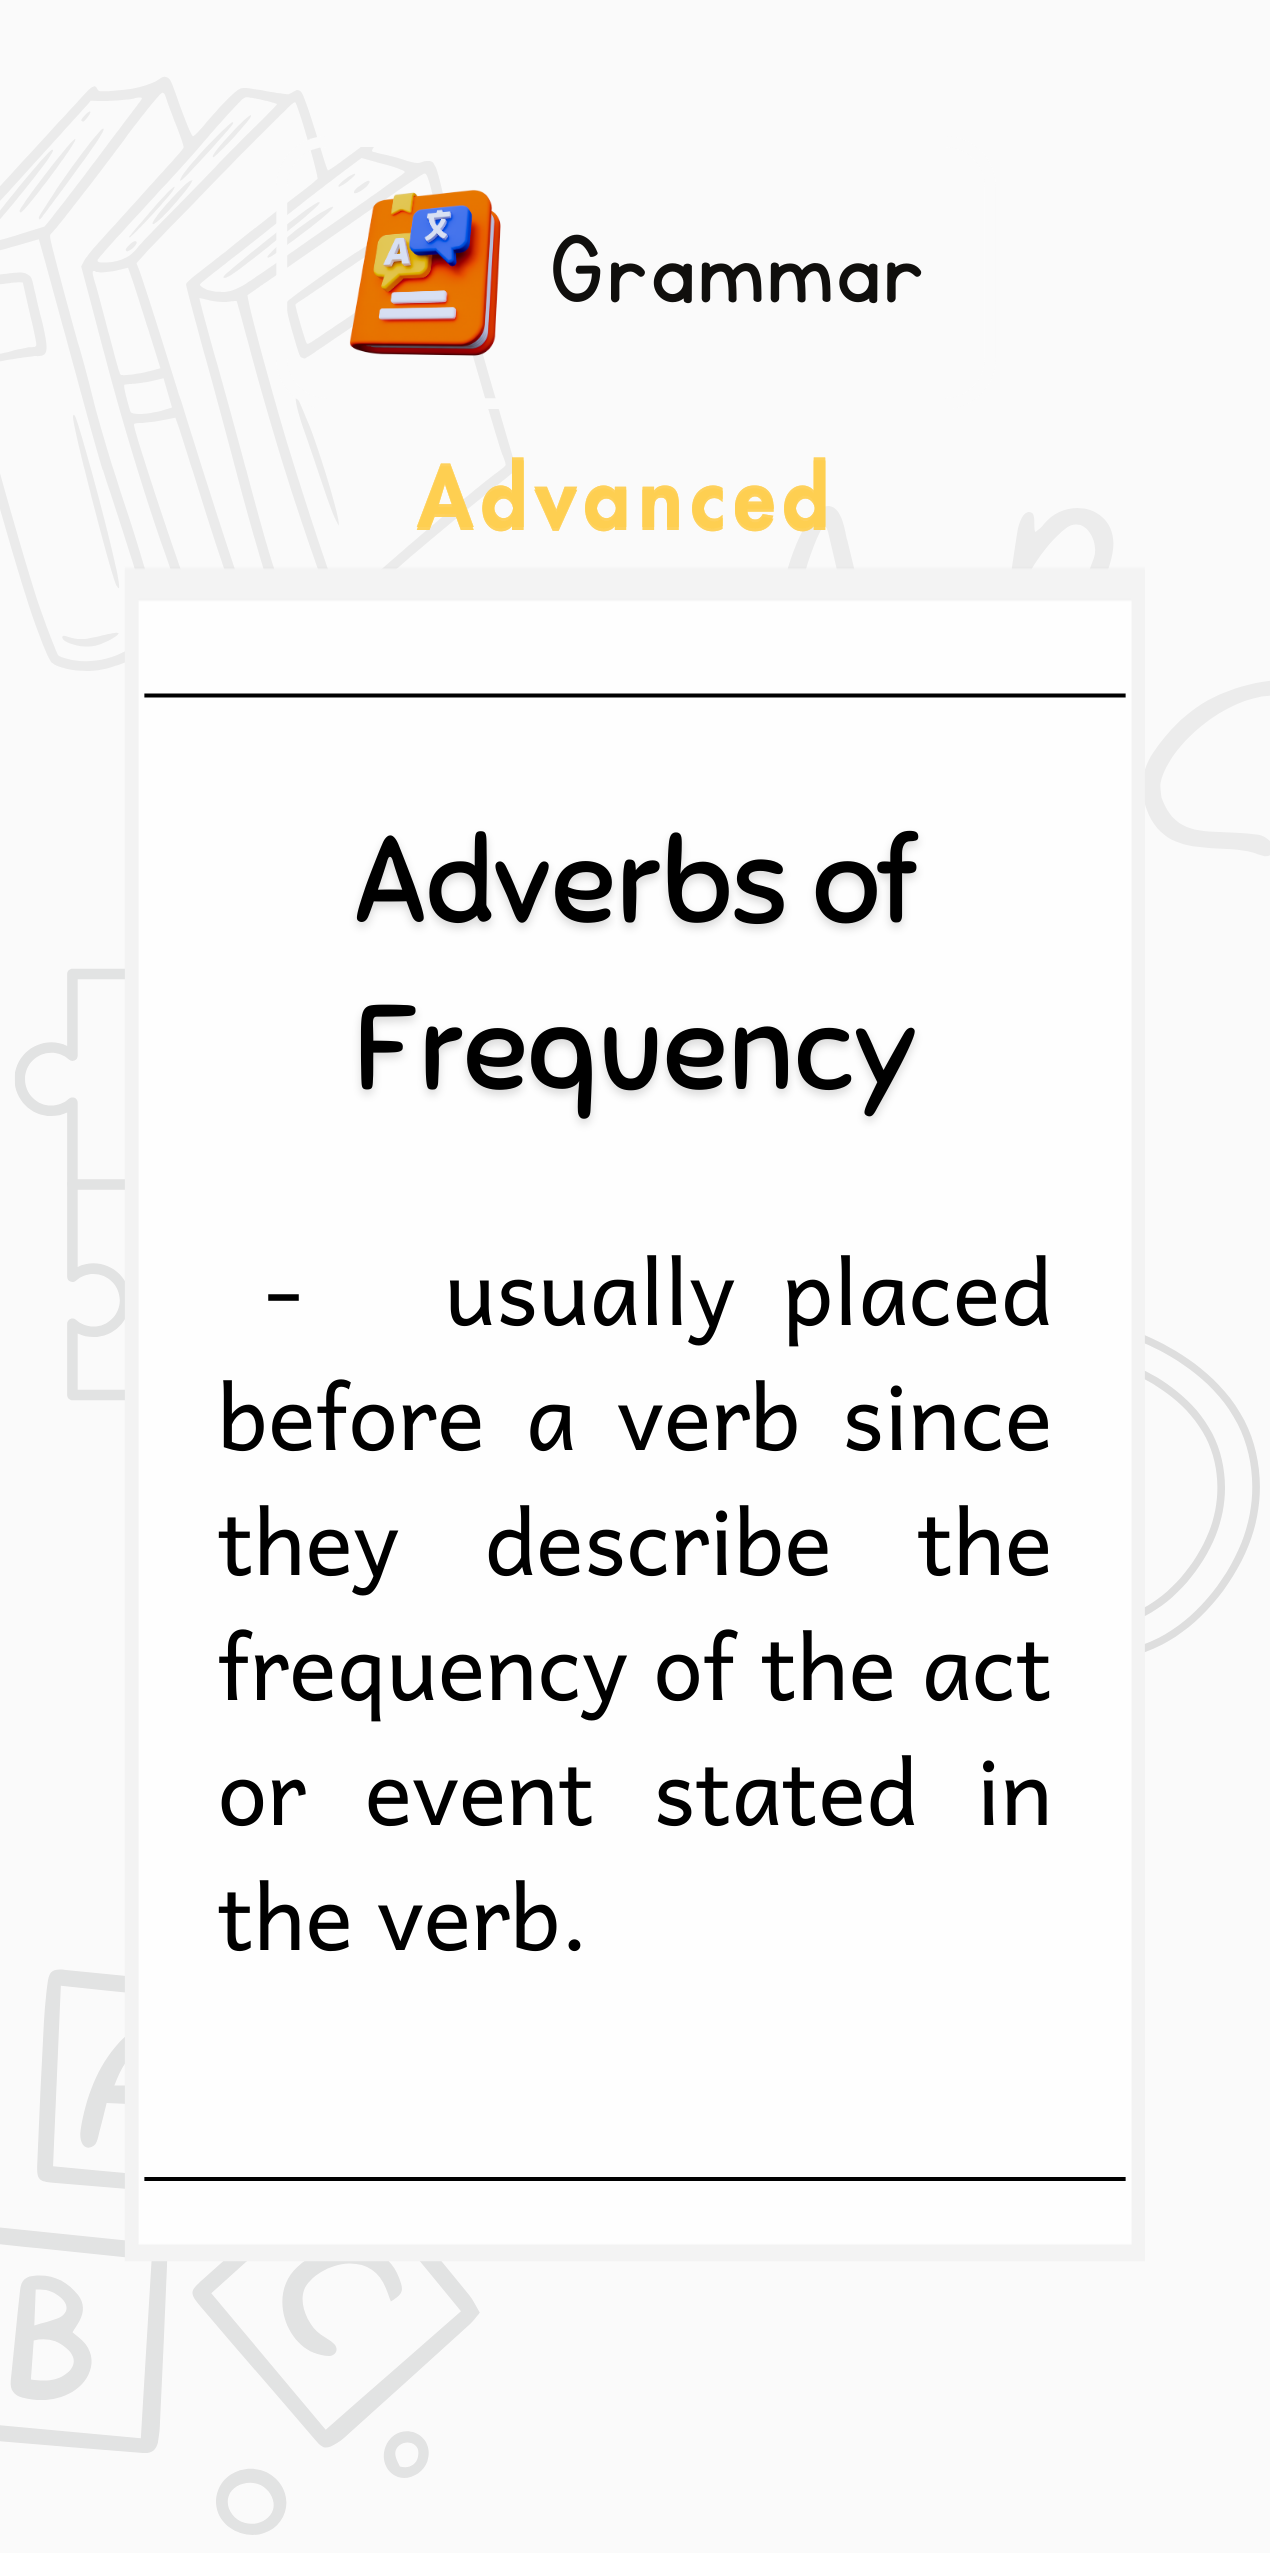 A 文
Grammar
Advanced
Adverbs of
Frequency
- usually placed
before a verb since
they describe the
frequency of the act
or event stated in
the verb.
A
B
C